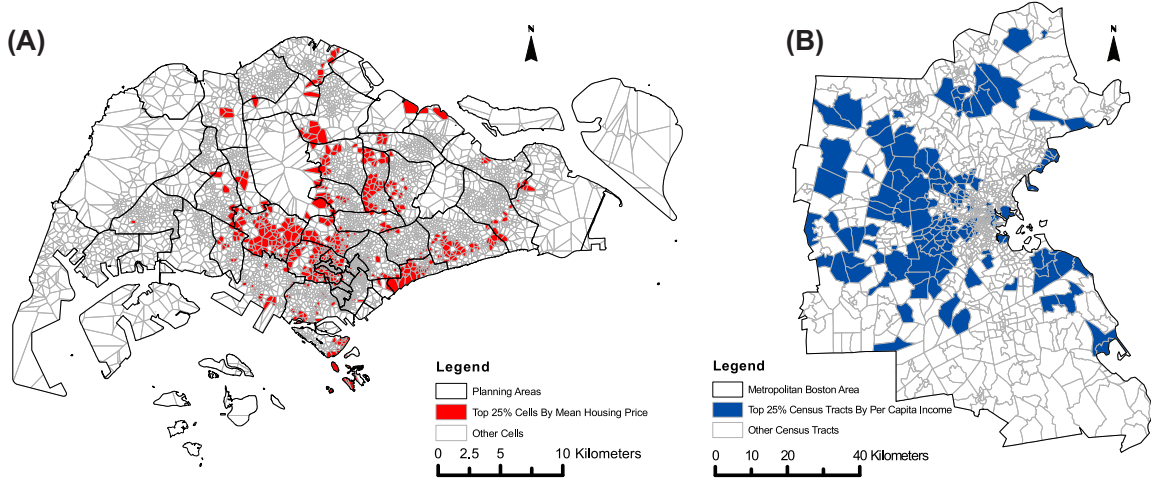 (A)
N
Legend
Planning Areas
Top 25% Cells By Mean Housing Price
Other Cells
0 2.5 5 10 Kilometers
(B)
N
Legend
Metropolitan Boston Area
Top 25% Census Tracts By Per Capita Income
Other Census Tracts
0 10 20 40 Kilometers